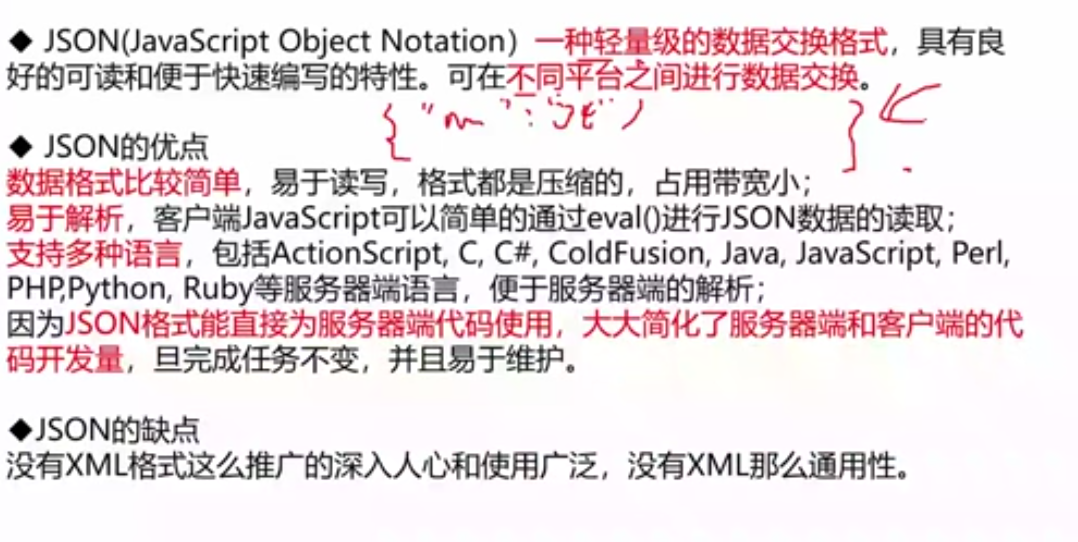 ◆ JSON(JavaScript Object Notation）一种轻量级的数据交换格式，具有良
好的可读和便于快速编写的特性。可在不同平台之间进行数据交换。
◆ JSON的优点
数据格式比较简单，易于读写，格式都是压缩的，占用带宽小；
易于解析，客户端JavaScript可以简单的通过eval()进行JSON数据的读取；
支持多种语言，包括ActionScript, C, C#, ColdFusion, Java, JavaScript, Perl,
PHP,Python, Ruby等服务器端语言，便于服务器端的解析；
因为JSON格式能直接为服务器端代码使用，大大简化了服务器端和客户端的代
码开发量，旦完成任务不变，并且易于维护。
◆JSON的缺点
没有XML格式这么推广的深入人心和使用广泛，没有XML那么通用性。